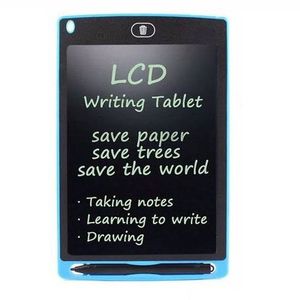 LCD
Writing Tablet
save paper
save trees
save the world
· Taking notes
· Learning to write
· Drawing